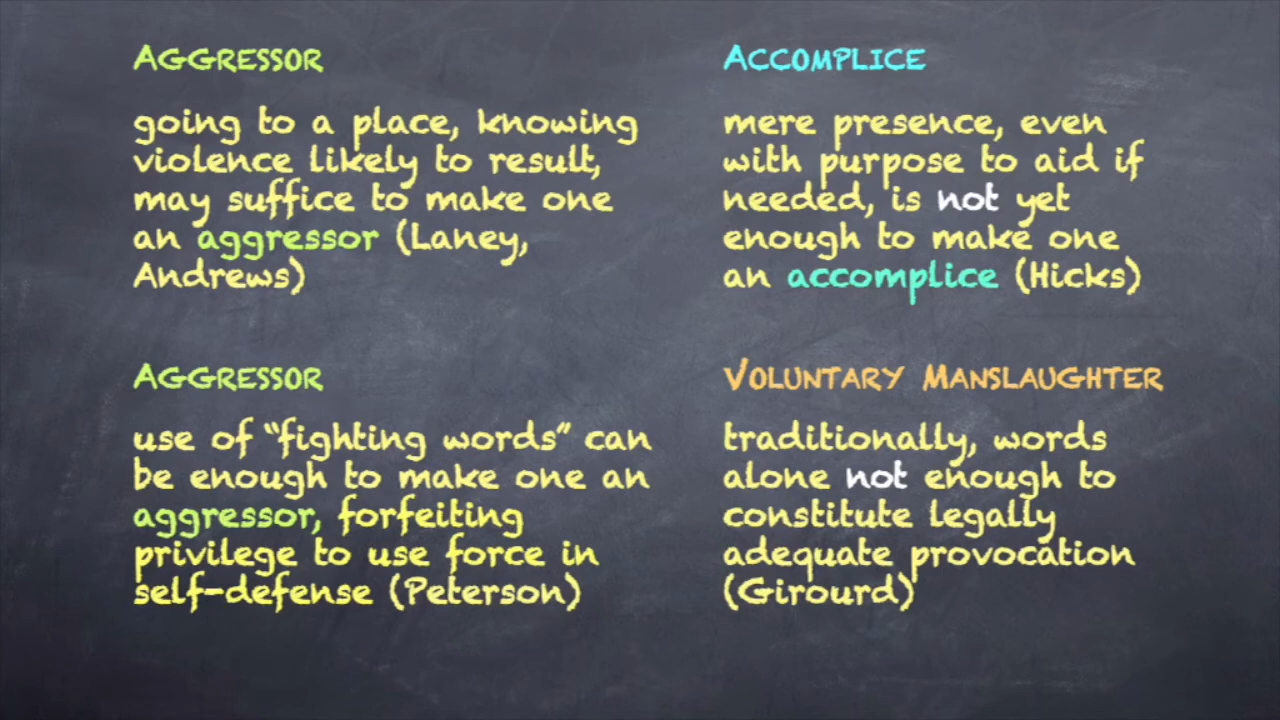 AGGRESSOR
going to a place, knowing
violence likely to result,
may suffice to make one
an aggressor (Laney,
Andrews)
ACCOMPLICE
mere presence, even
with purpose to aid if
needed, is not yet
enough to make one
an accomplice (Hicks)
AGGRESSOR
use of “fighting words” can
be enough to make one an
aggressor, forfeiting
privilege to use force in
self-defense (Peterson)
VOLUNTARY MANSLAUGHTER
traditionally, words
alone not enough to
constitute legally
adequate provocation
(Girourd)